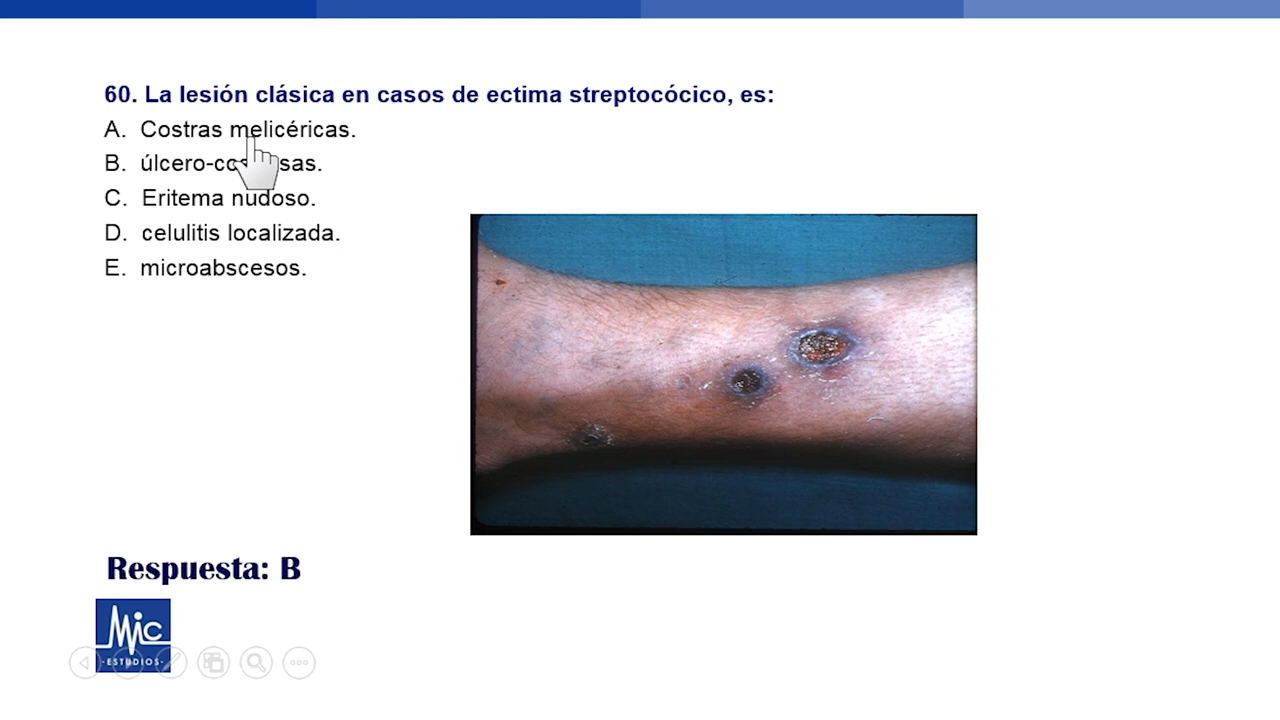 60. La lesión clásica en casos de ectima streptocócico, es:
A. Costras melicéricas.
B.
C. Eritema nudoso.
D. celulitis localizada.
E. microabscesos.
Respuesta: B
Mic
·ESTUDIOS·